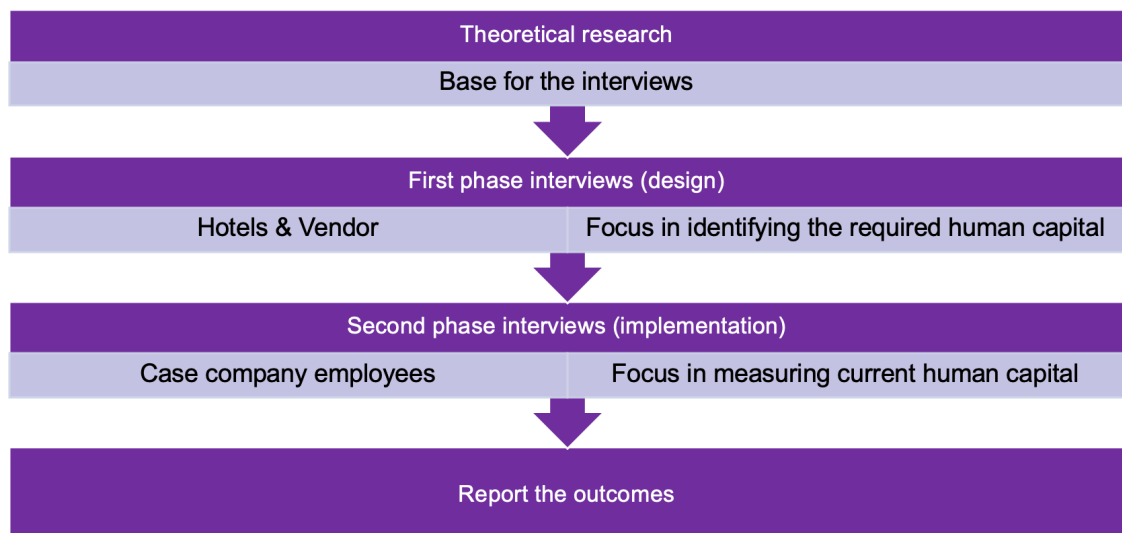 Theoretical research
Base for the interviews
First phase interviews (design)
Hotels & Vendor
Focus in identifying the required human capital
Second phase interviews (implementation)
Case company employees
Focus in measuring current human capital
Report the outcomes